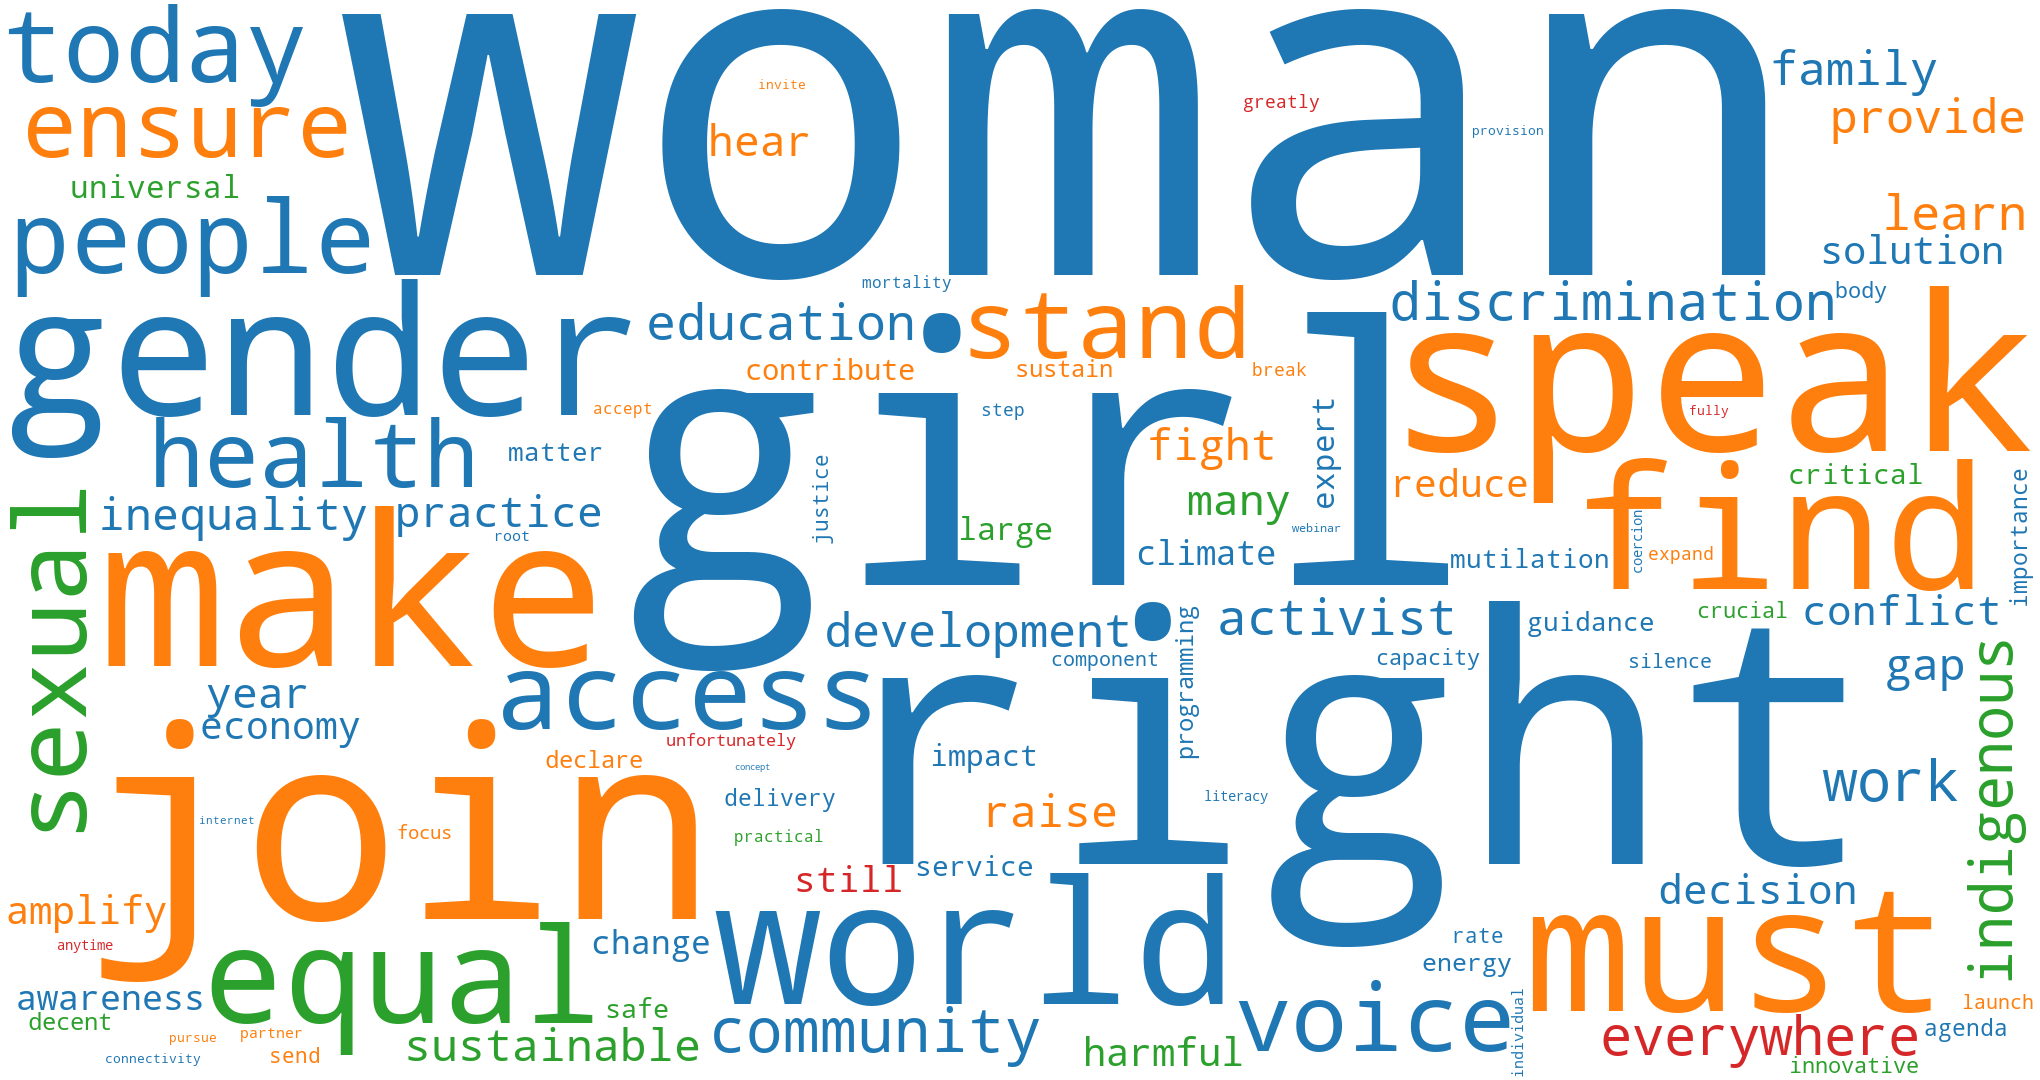 woman
today
ensure
invite
hear
greatly
provision
family
provide
universal
people
learn
solution
mortality
gender
education
stand
discrimination
body
contribute
sustain
break
girl
speak
accept
step
fully
health
matter
justice
fight
expert
reduce
critical
find
importance
sexual
inequality
practice
root
large
many
webinar
climate
mutilation
coercion
expand
make
development
activist
guidance
crucial
conflict
component
programming
capacity
silence
gap
indigenous
year
access
right
economy
unfortunately
declare
concept
impact
work
join
delivery
literacy
internet
focus
practical
raise
still
service
world
decision
amplify
must
anytime
equal
change
rate
energy
awareness
safe
voice
individual
launch
decent
pursue
partner
sustainable
community
harmful
everywhere
agenda
connectivity
send
innovative